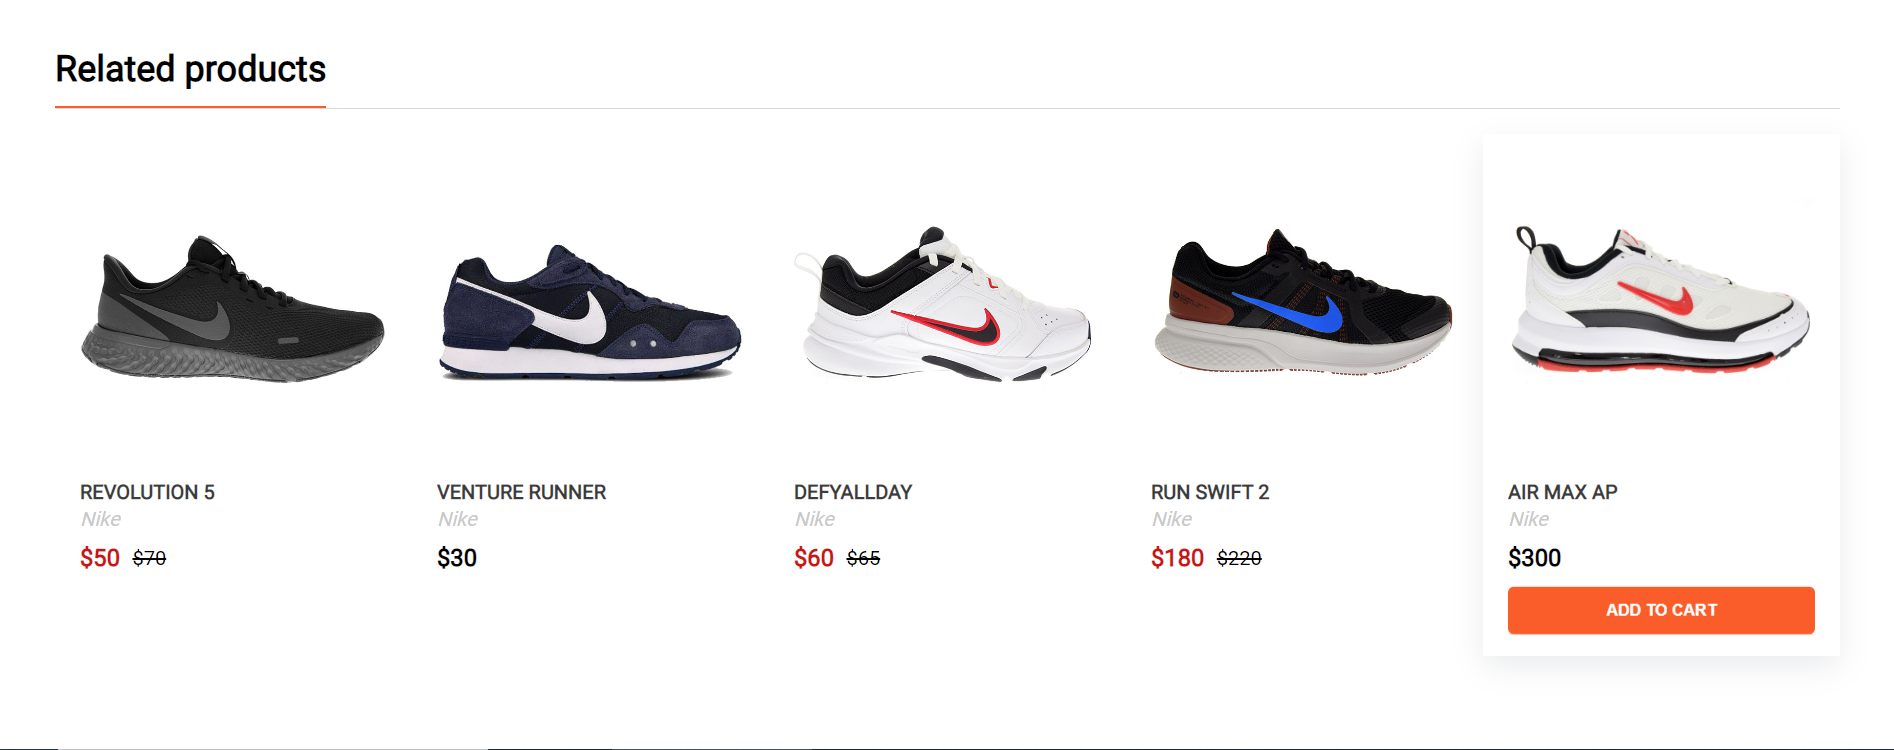 Related products
REVOLUTION 5
Nike
$50 $70
VENTURE RUNNER
Nike
$30
DEFYALLDAY
Nike
$60 $65
RUN SWIFT 2
Nike
$180 $220
AIR MAX AP
Nike
$300
ADD TO CART